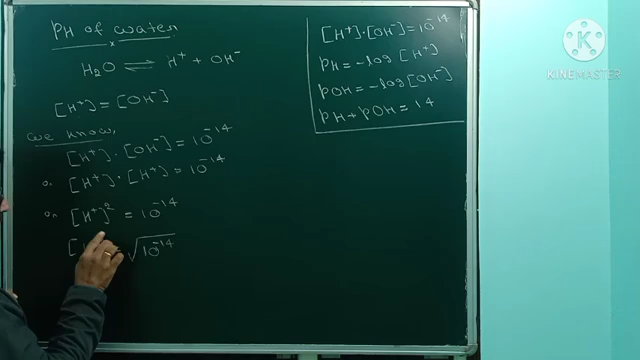 PH of water
H₂O ⇌ H⁺ + OH⁻
[H⁺] = [OH⁻]
We know,
[H⁺] · [OH⁻] = 10⁻¹⁴
or [H⁺] · [H⁺] = 10⁻¹⁴
or [H⁺]² = 10⁻¹⁴
[ = √10⁻¹⁴
[H⁺] · [OH⁻] = 10⁻¹⁴
PH = -log [H⁺]
POH = -log [OH⁻]
PH + POH = 14
K
KINEMASTER